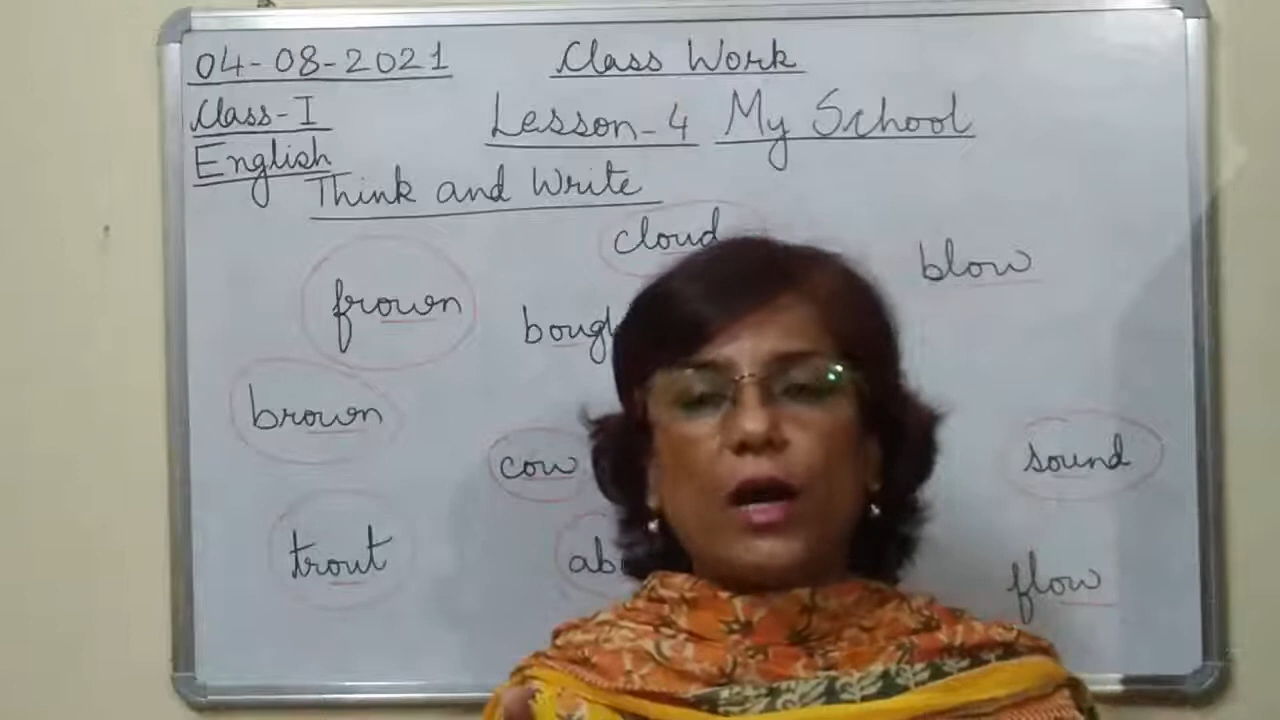 04-08-2021 Class Work
Class-I Lesson-4 My School
English
Think and Write
cloud
blow
frown
brown
cow
sound
trout
flow